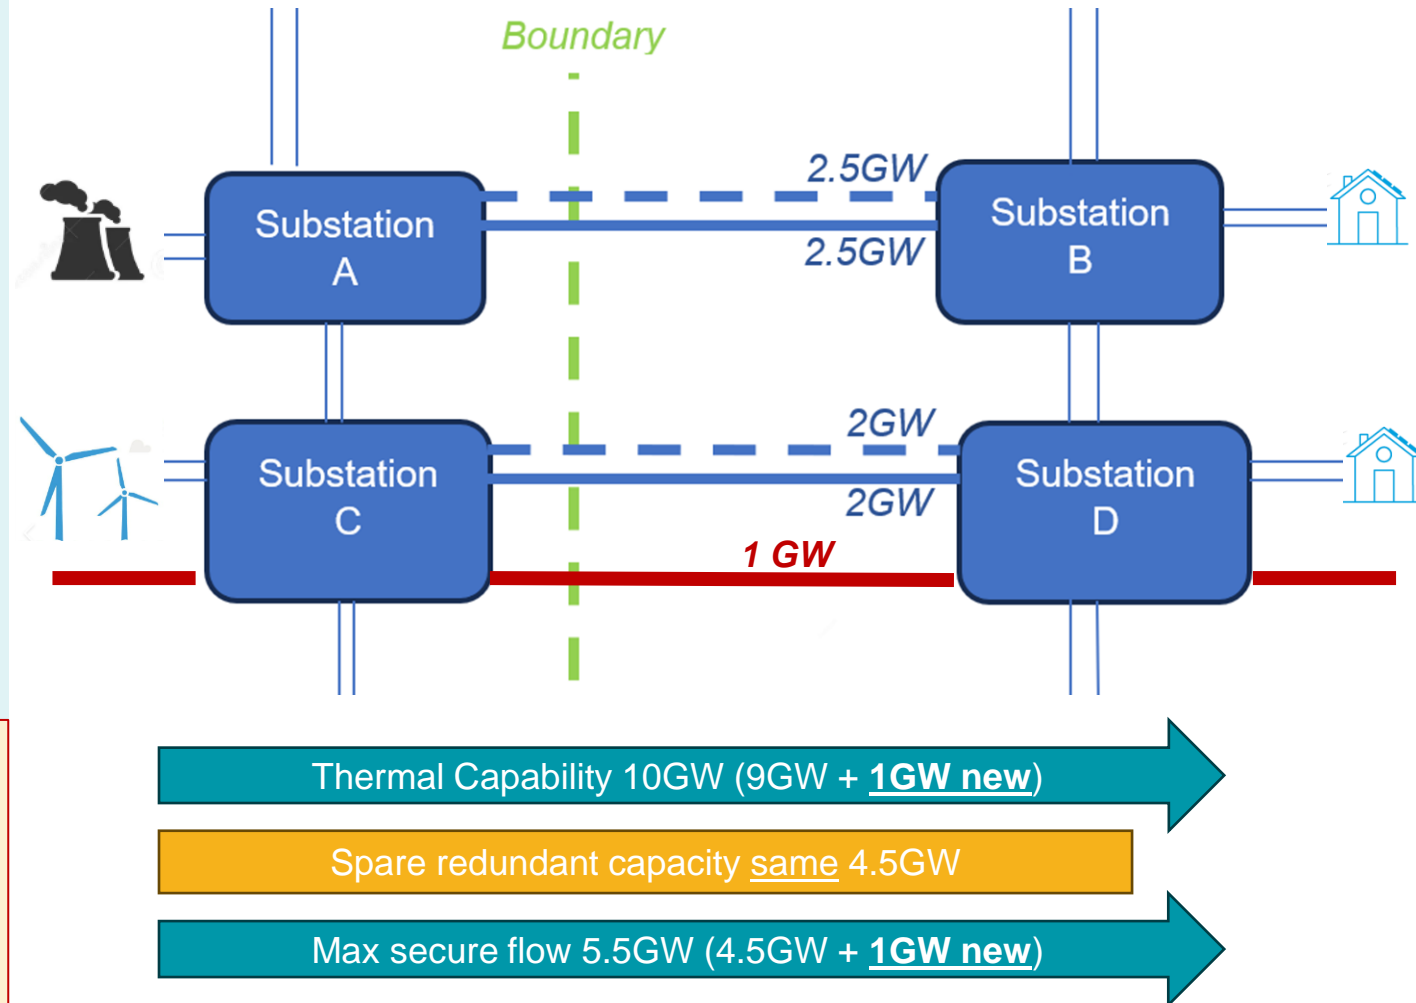 Boundary
2.5GW
Substation
A
2.5GW
Substation
B
2GW
Substation
C
2GW
Substation
D
1 GW
Thermal Capability 10GW (9GW + 1GW new)
Spare redundant capacity same 4.5GW
Max secure flow 5.5GW (4.5GW + 1GW new)